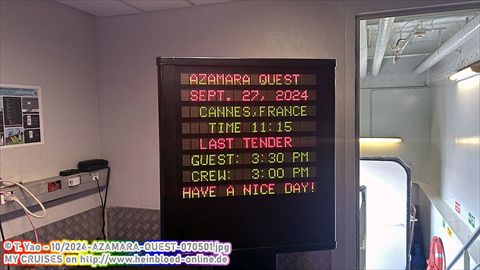 AZAMARA QUEST
SEPT. 27, 2024
CANNES,FRANCE
TIME 11:15
LAST TENDER
GUEST: 3:30 PM
CREW: 3:00 PM
HAVE A NICE DAY!
© T. Yao - 10/2024-AZAMARA-QUEST-070501.jpg
MY CRUISES on http://www.heinbloed-online.de